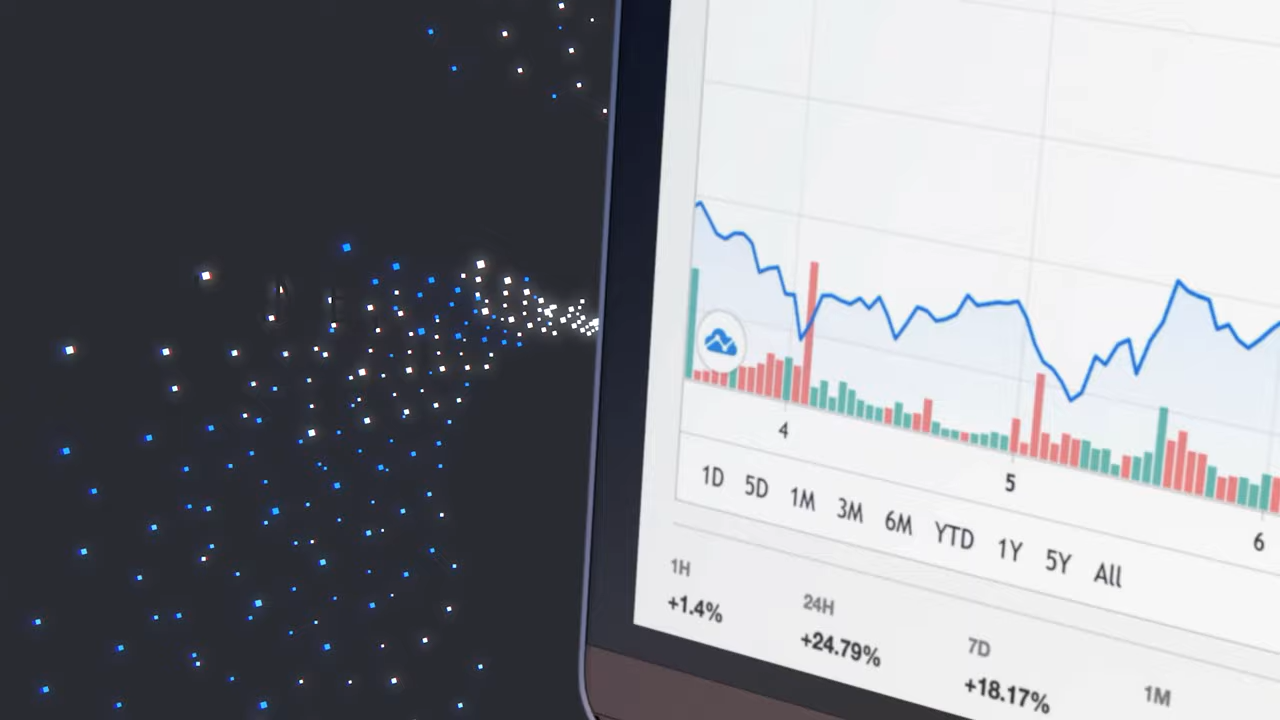 4
5
6
1D 5D 1M 3M 6M YTD 1Y 5Y All
1H 24H 7D 1M
+1.4% +24.79% +18.17%